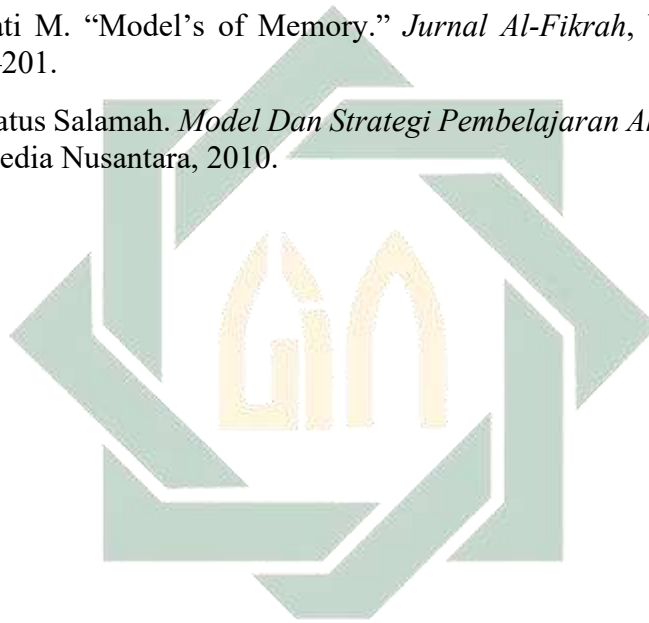 ati M. “Model’s of Memory.” Jurnal Al-Fikrah,
–201.
atus Salamah. Model Dan Strategi Pembelajaran
edia Nusantara, 2010.